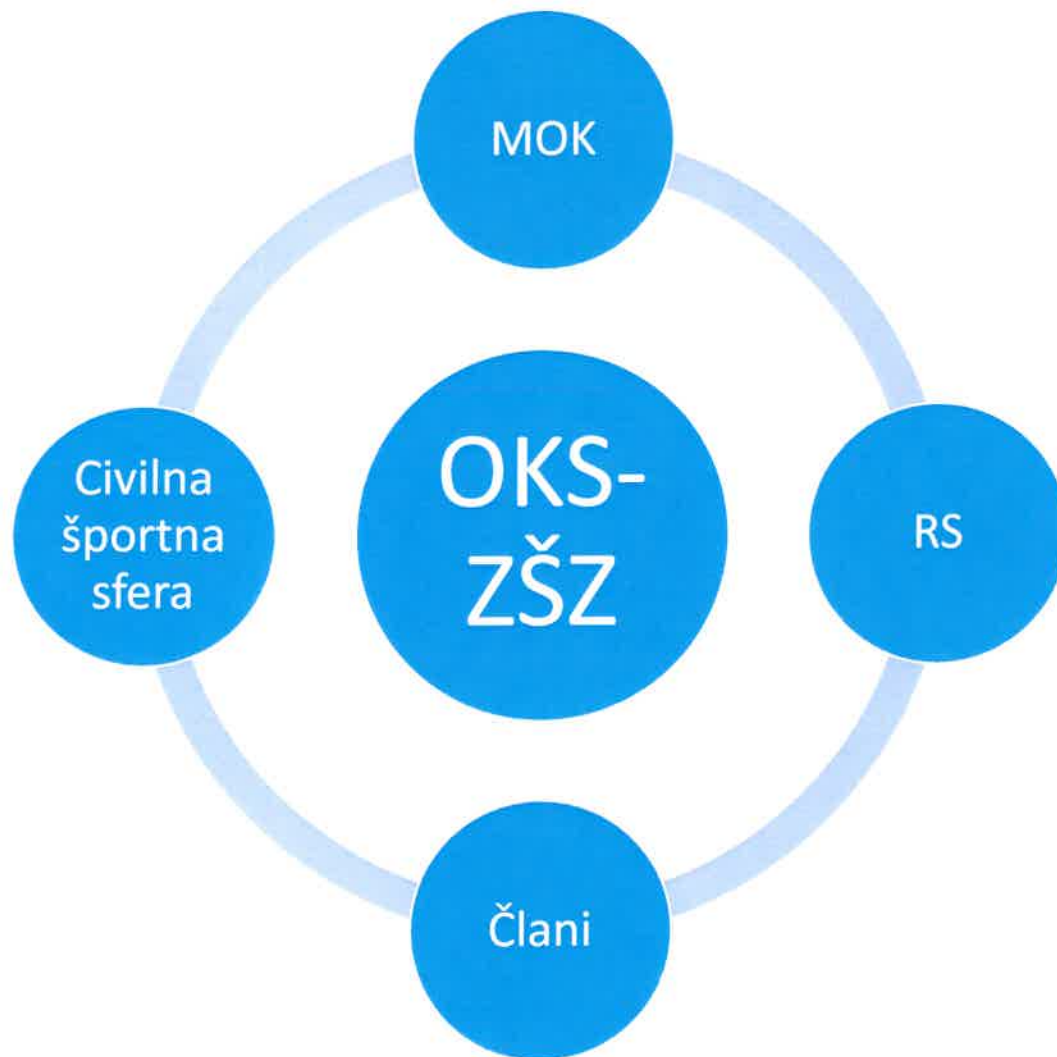 MOK
Civilna
športna
sfera
OKS-
ZŠZ
RS
Člani